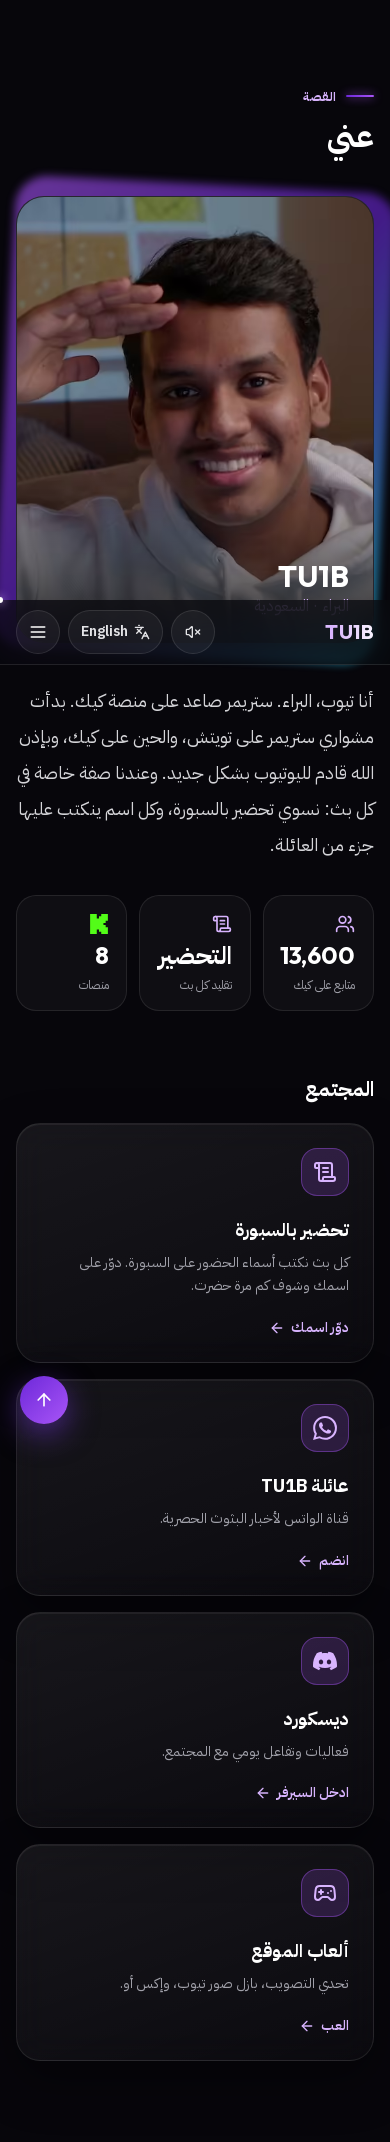 القصة
عني
TU1B
البراء · السعودية
TU1B
English
أنا تيوب، البراء. ستريمر صاعد على منصة كيك. بدأت
مشواري ستريمر على تويتش، والحين على كيك، وبإذن
الله قادم لليوتيوب بشكل جديد. وعندنا صفة خاصة في
كل بث: نسوي تحضير بالسبورة، وكل اسم ينكتب عليها
جزء من العائلة.
13,600
متابع على كيك
التحضير
تقليد كل بث
8
منصات
المجتمع
تحضير بالسبورة
كل بث نكتب أسماء الحضور على السبورة. دوّر على
اسمك وشوف كم مرة حضرت.
دوّر اسمك ←
عائلة TU1B
قناة الواتس لأخبار البثوث الحصرية.
انضم ←
ديسكورد
فعاليات وتفاعل يومي مع المجتمع.
ادخل السيرفر ←
ألعاب الموقع
تحدي التصويب، بازل صور تيوب، وإكس أو.
العب ←